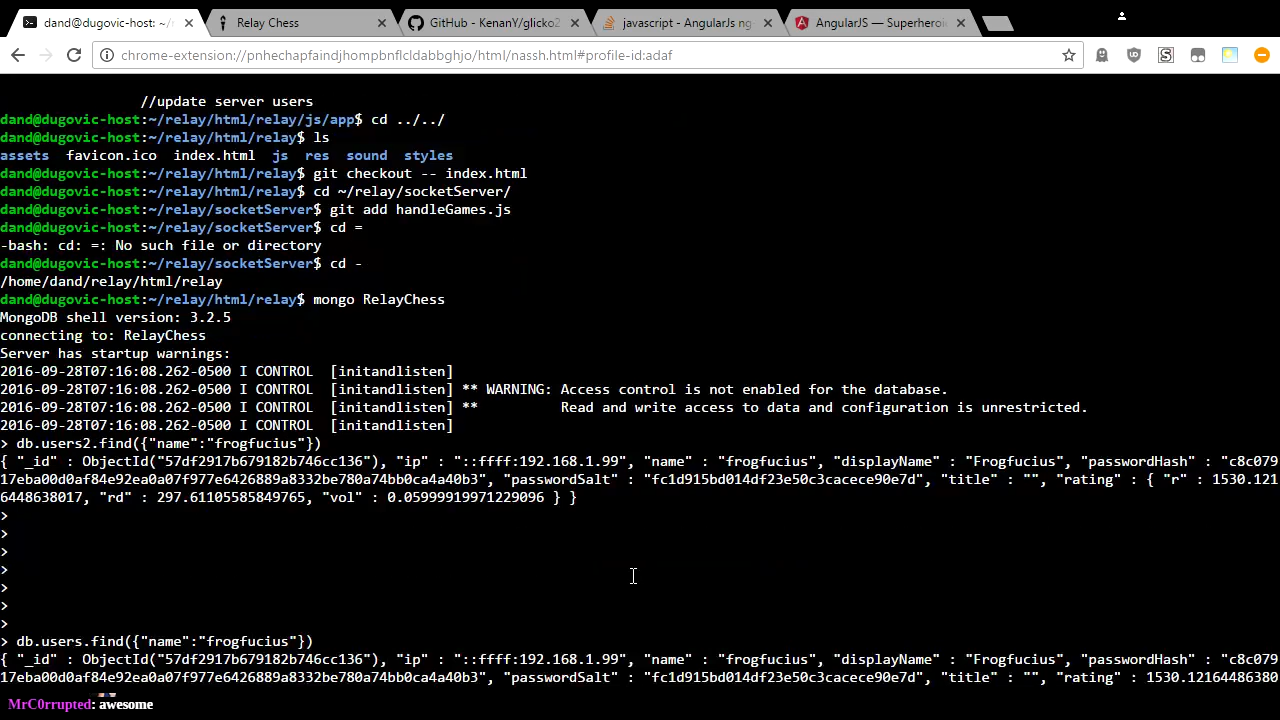 dand@dugovic-host: ~/r
Relay Chess
GitHub - KenanY/glicko2
javascript - AngularJs ng-
AngularJS — Superheroi
chrome-extension://pnhechapfaindjhompbnflcldabbghjo/html/nassh.html#profile-id:adaf
//update server users
dand@dugovic-host:~/relay/html/relay/js/app$ cd ../../
dand@dugovic-host:~/relay/html/relay$ ls
assets favicon.ico index.html js res sound styles
dand@dugovic-host:~/relay/html/relay$ git checkout -- index.html
dand@dugovic-host:~/relay/html/relay$ cd ~/relay/socketServer/
dand@dugovic-host:~/relay/socketServer$ git add handleGames.js
dand@dugovic-host:~/relay/socketServer$ cd =
-bash: cd: =: No such file or directory
dand@dugovic-host:~/relay/socketServer$ cd -
/home/dand/relay/html/relay
dand@dugovic-host:~/relay/html/relay$ mongo RelayChess
MongoDB shell version: 3.2.5
connecting to: RelayChess
Server has startup warnings:
2016-09-28T07:16:08.262-0500 I CONTROL  [initandlisten]
2016-09-28T07:16:08.262-0500 I CONTROL  [initandlisten] ** WARNING: Access control is not enabled for the database.
2016-09-28T07:16:08.262-0500 I CONTROL  [initandlisten] **          Read and write access to data and configuration is unrestricted.
2016-09-28T07:16:08.262-0500 I CONTROL  [initandlisten]
> db.users2.find({"name":"frogfucius"})
{ "_id" : ObjectId("57df2917b679182b746cc136"), "ip" : "::ffff:192.168.1.99", "name" : "frogfucius", "displayName" : "Frogfucius", "passwordHash" : "c8c079
17eba00d0af84e92ea0a07f977e6426889a8332be780a74bb0ca4a40b3", "passwordSalt" : "fc1d915bd014df23e50c3cacece90e7d", "title" : "", "rating" : { "r" : 1530.121
6448638017, "rd" : 297.61105585849765, "vol" : 0.05999919971229096 } }
>
>
>
>
>
>
>
> db.users.find({"name":"frogfucius"})
{ "_id" : ObjectId("57df2917b679182b746cc136"), "ip" : "::ffff:192.168.1.99", "name" : "frogfucius", "displayName" : "Frogfucius", "passwordHash" : "c8c079
17eba00d0af84e92ea0a07f977e6426889a8332be780a74bb0ca4a40b3", "passwordSalt" : "fc1d915bd014df23e50c3cacece90e7d", "title" : "", "rating" : 1530.12164486380
MrC0rrupted: awesome